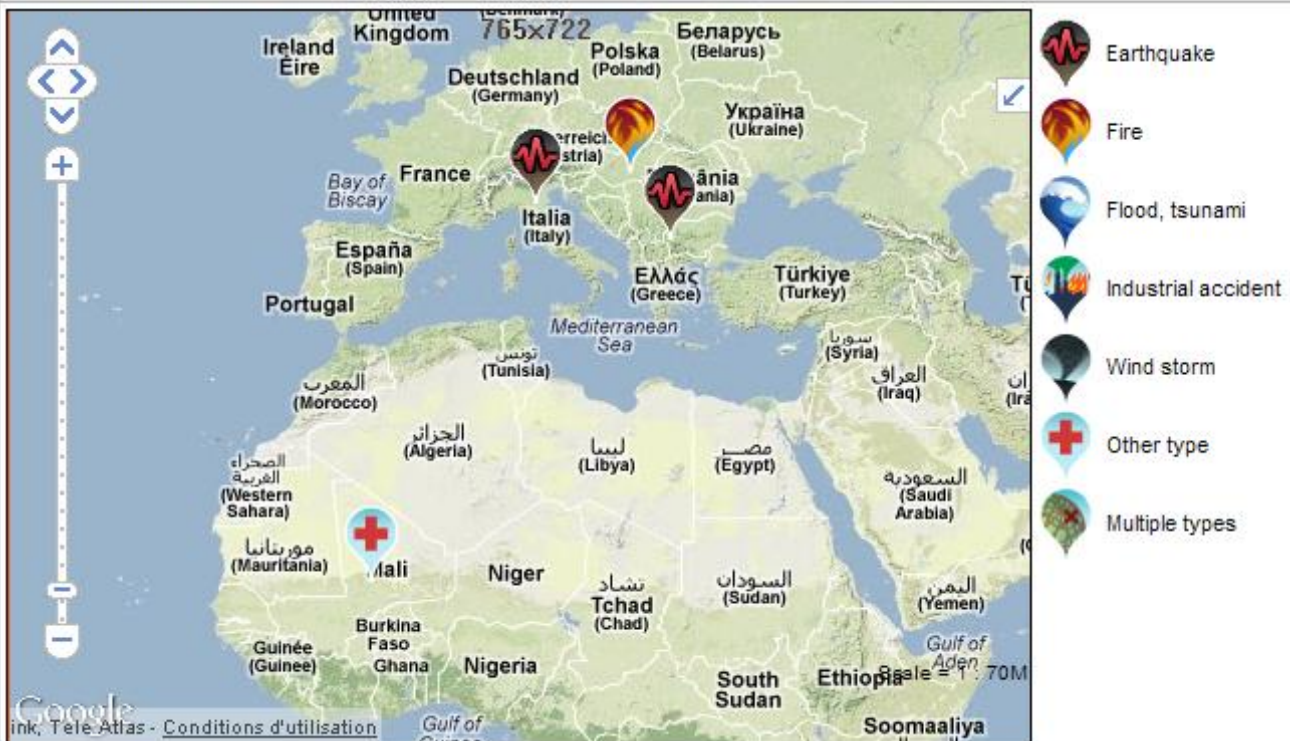 United
Kingdom
(Denmark)
765x722
Ireland
Éire
Polska
(Poland)
Беларусь
(Belarus)
Deutschland
(Germany)
Україна
(Ukraine)
France
Bay of
Biscay
Italia
(Italy)
España
(Spain)
Portugal
Ελλάς
(Greece)
Türkiye
(Turkey)
Mediterranean
Sea
تونس
(Tunisia)
سوريا
(Syria)
العراق
(Iraq)
المغرب
(Morocco)
الجزائر
(Algeria)
ليبيا
(Libya)
مصر
(Egypt)
السعودية
(Saudi
Arabia)
الصحراء
الغربية
(Western
Sahara)
موريتانيا
(Mauritania)
Mali
Niger
تشاد
Tchad
(Chad)
السودان
(Sudan)
اليمن
(Yemen)
Burkina
Faso
Guinée
(Guinee)
Ghana
Nigeria
South
Sudan
Ethiopia
Gulf of
Aden
Scale = 1 : 70M
Soomaaliya
Gulf of
Google
ink, Tele Atlas - Conditions d'utilisation
Earthquake
Fire
Flood, tsunami
Industrial accident
Wind storm
Other type
Multiple types